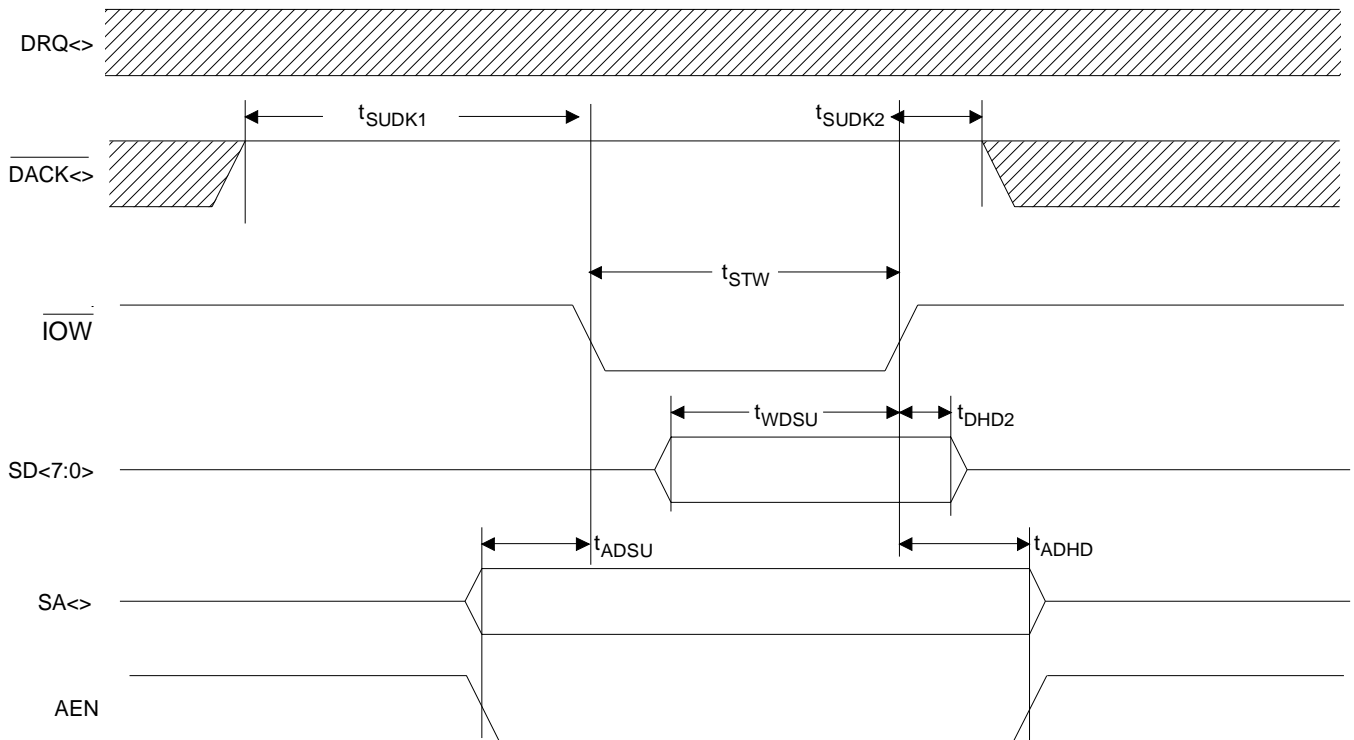 DRQ<>
tSUDK1
tSUDK2
DACK<>
tSTW
IOW
tWDSU
tDHD2
SD<7:0>
tADSU
tADHD
SA<>
AEN